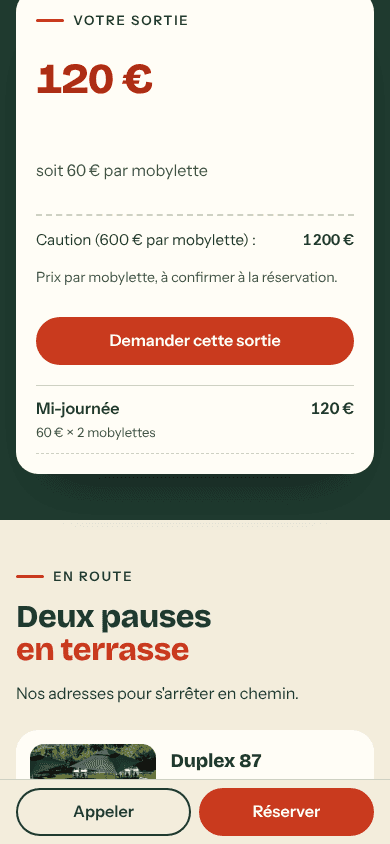 VOTRE SORTIE
120 €
soit 60 € par mobylette
Caution (600 € par mobylette) : 1 200 €
Prix par mobylette, à confirmer à la réservation.
Demander cette sortie
Mi-journée 120 €
60 € × 2 mobylettes
EN ROUTE
Deux pauses
en terrasse
Nos adresses pour s'arrêter en chemin.
Duplex 87
Appeler Réserver